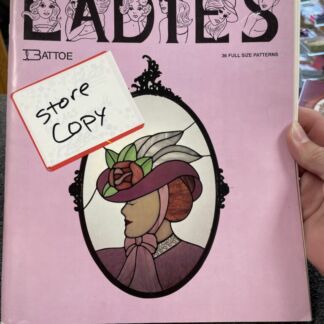 LADIES
BATTOE
36 FULL SIZE PATTERNS
store
COPY